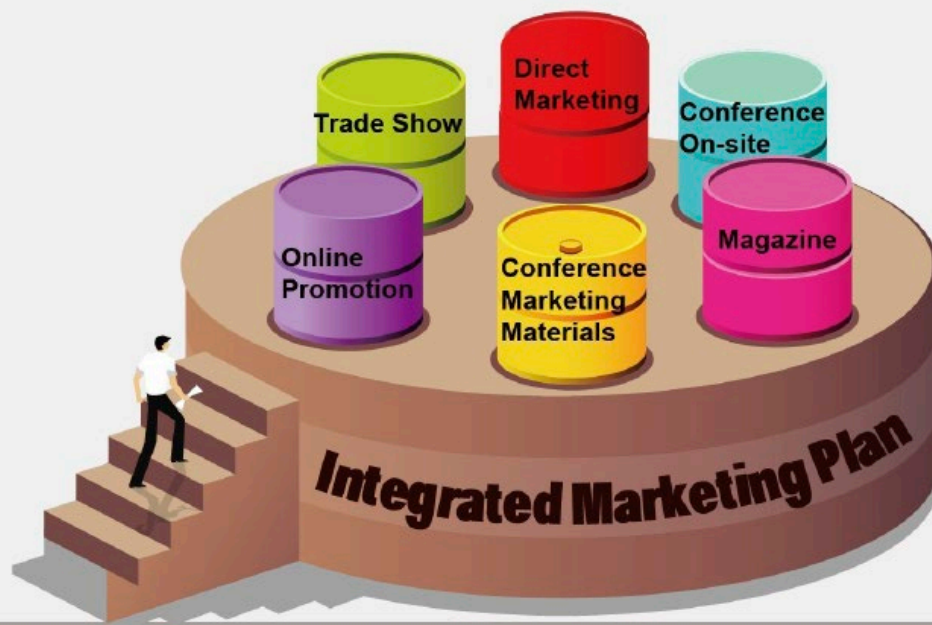 Direct
Marketing
Trade Show
Conference
On-site
Magazine
Online
Promotion
Conference
Marketing
Materials
Integrated Marketing Plan